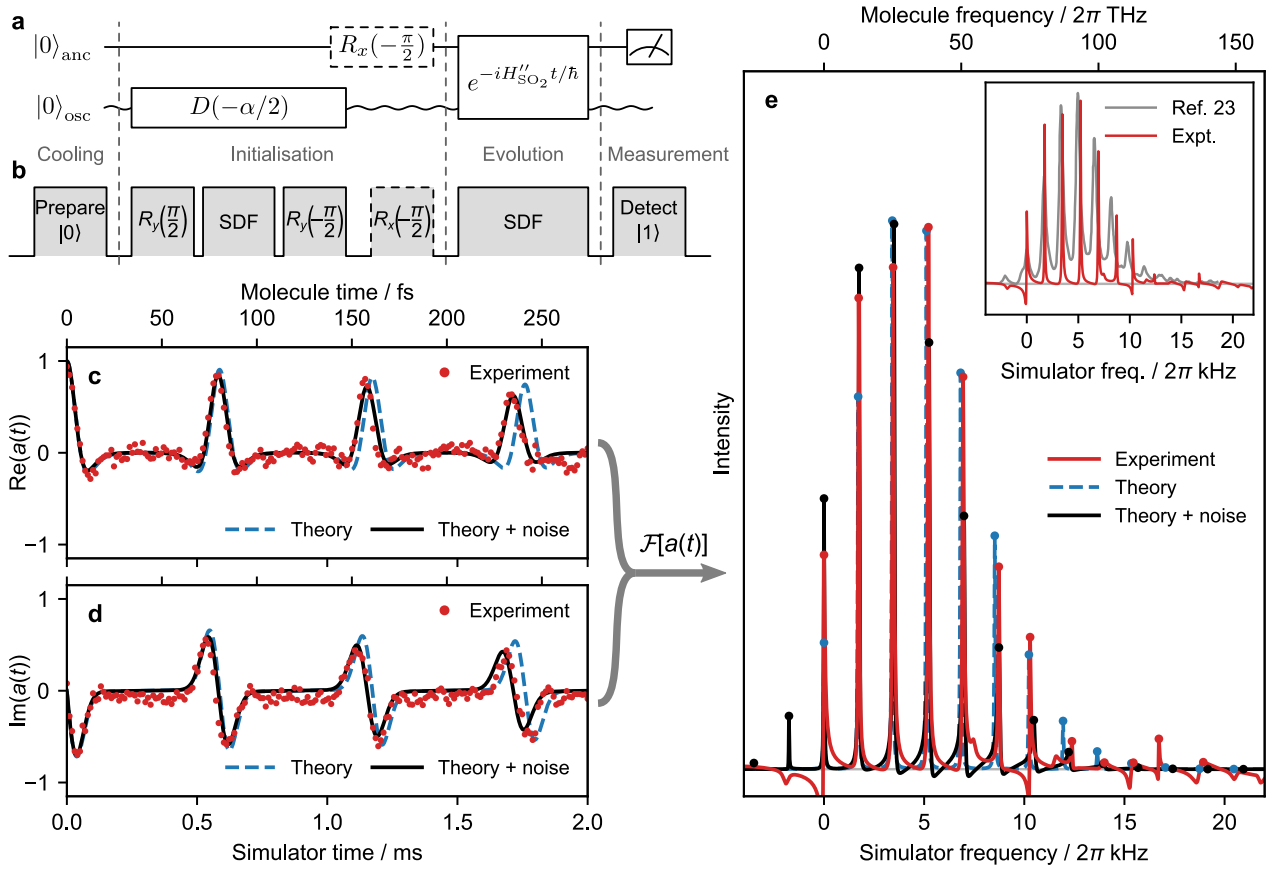 a
|0⟩anc
Rx(−π/2)
e^{−iH″_{SO₂}t/ħ}
|0⟩osc
D(−α/2)
Cooling
Initialisation
Evolution
Measurement
b
Prepare
|0⟩
Ry(π/2)
SDF
Ry(−π/2)
Rx(−π/2)
SDF
Detect
|1⟩
Molecule time / fs
0 50 100 150 200 250
c
Experiment
1
0
−1
Re(a(t))
Theory
Theory + noise
d
Experiment
1
0
−1
Im(a(t))
Theory
Theory + noise
0.0 0.5 1.0 1.5 2.0
Simulator time / ms
ℱ[a(t)]
Molecule frequency / 2π THz
0 50 100 150
e
Ref. 23
Expt.
0 5 10 15 20
Simulator freq. / 2π kHz
Intensity
Experiment
Theory
Theory + noise
0 5 10 15 20
Simulator frequency / 2π kHz